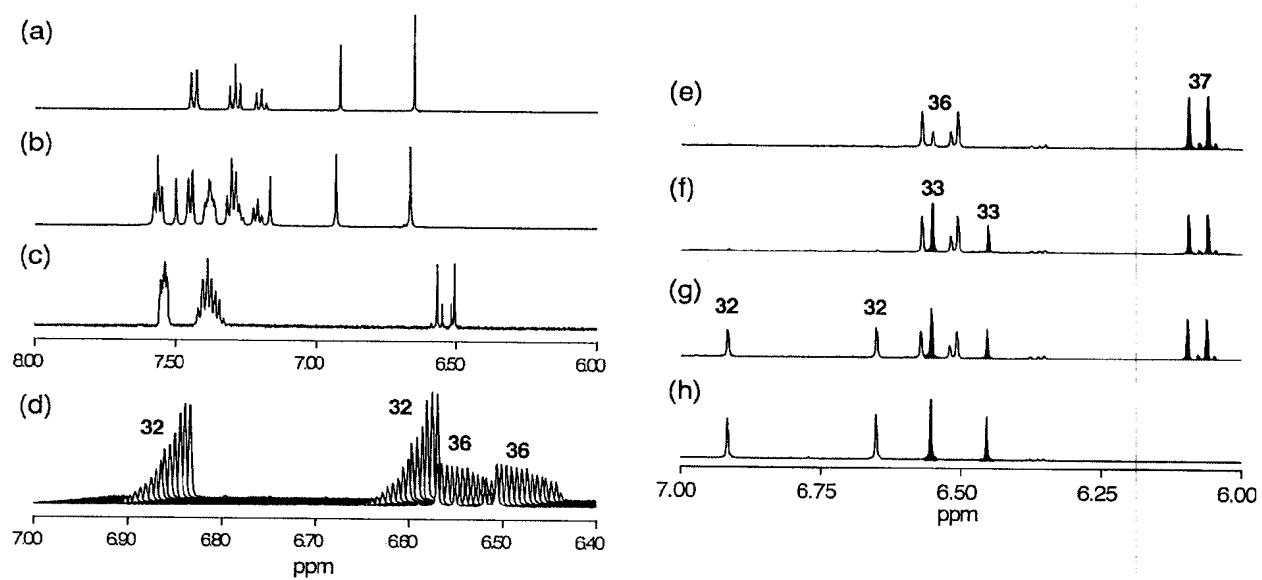 (a)
(b)
(c)
8.00 7.50 7.00 6.50 6.00
(d)
32 32 36 36
7.00 6.90 6.80 6.70 6.60 6.50 6.40
ppm
(e)
36 37
(f)
33 33
(g)
32 32
(h)
7.00 6.75 6.50 6.25 6.00
ppm